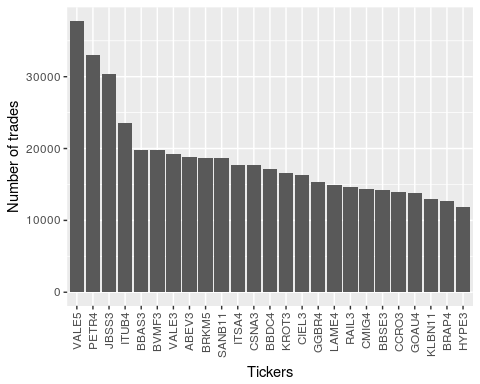 Number of trades
30000
20000
10000
0
VALE5
PETR4
JBSS3
ITUB4
BBAS3
BVMF3
VALE3
ABEV3
BRKM5
SANB11
ITSA4
CSNA3
BBDC4
KROT3
CIEL3
GGBR4
LAME4
RAIL3
CMIG4
BBSE3
CCRO3
GOAU4
KLBN11
BRAP4
HYPE3
Tickers